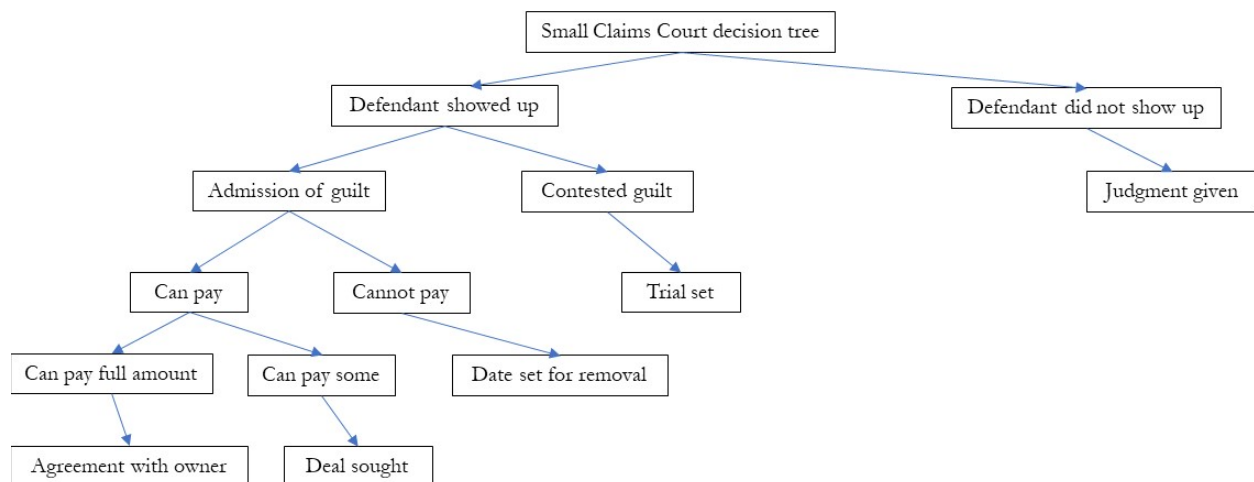 Small Claims Court decision tree
Defendant showed up
Defendant did not show up
Admission of guilt
Contested guilt
Judgment given
Can pay
Cannot pay
Trial set
Can pay full amount
Can pay some
Date set for removal
Agreement with owner
Deal sought